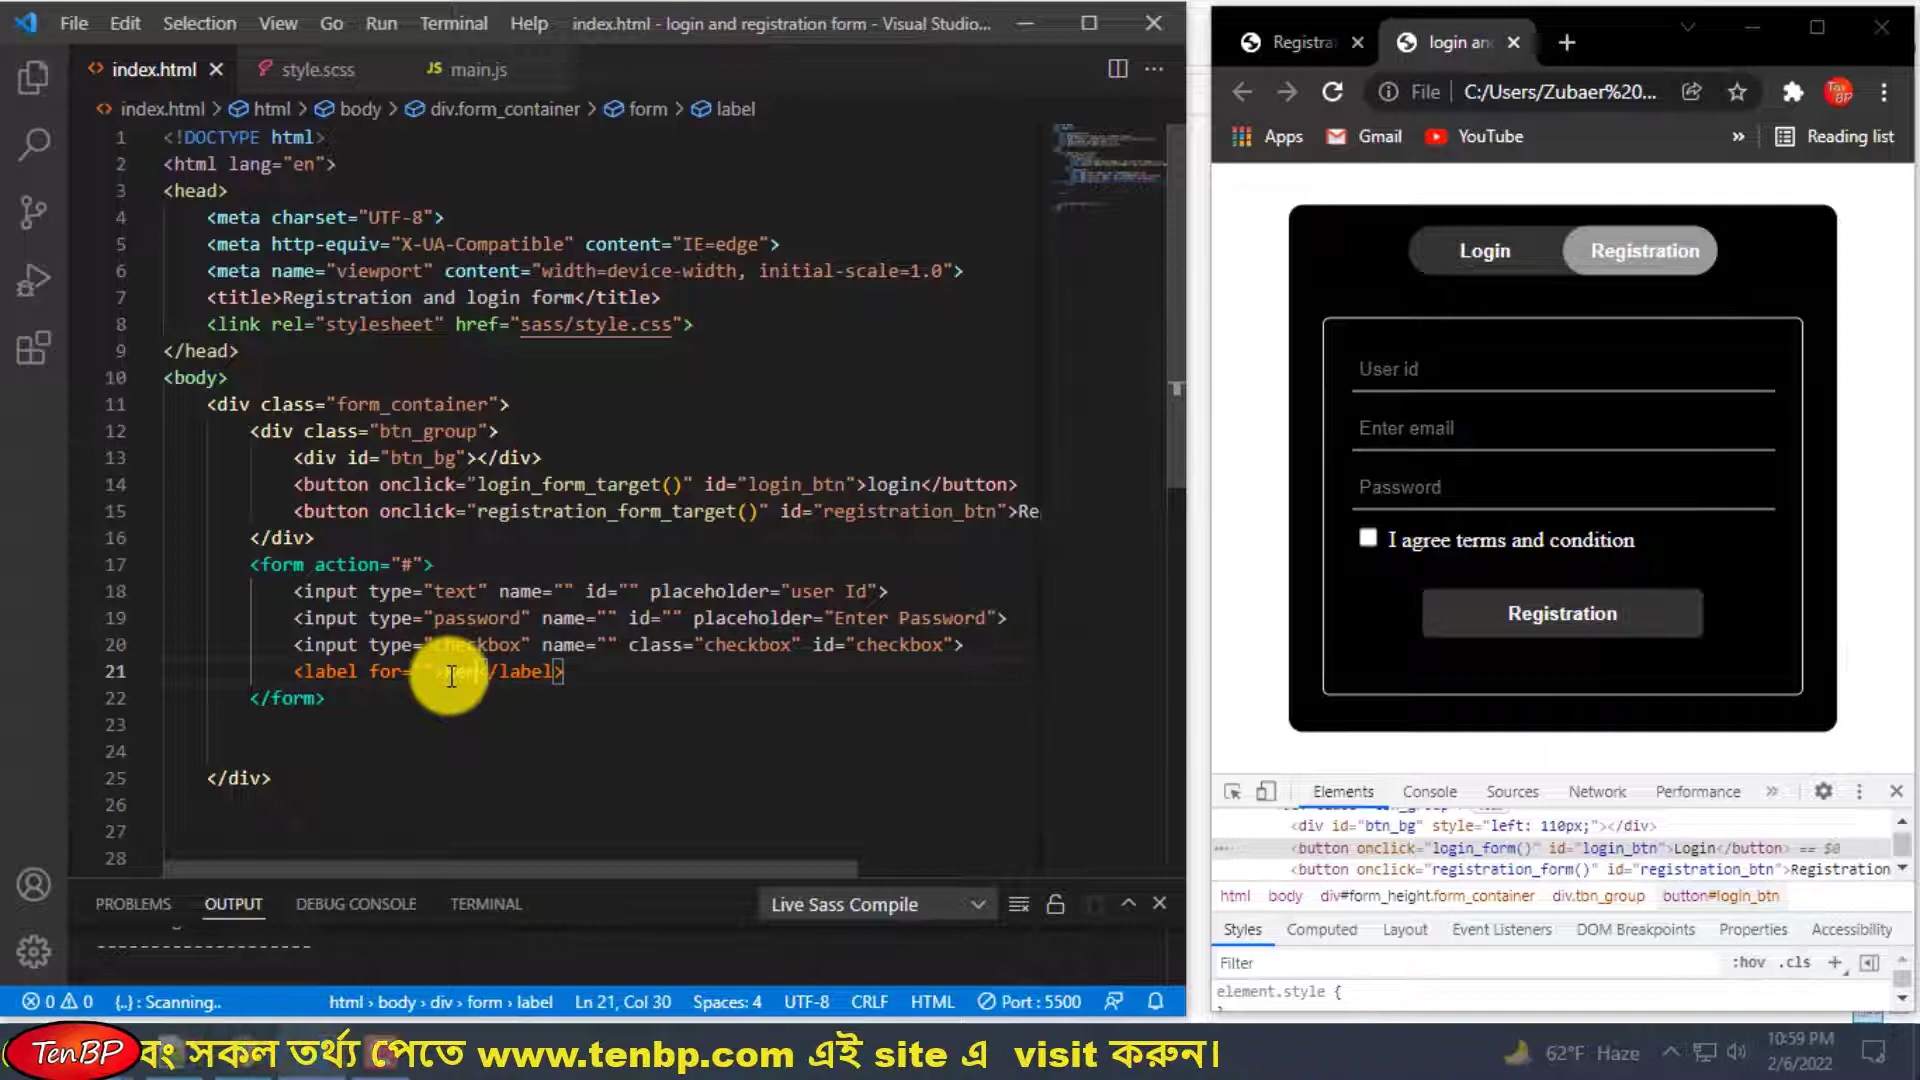 File Edit Selection View Go Run Terminal Help index.html - login and registration form - Visual Studio...
index.html style.scss JS main.js
index.html > html > body > div.form_container > form > label
1 <!DOCTYPE html>
2 <html lang="en">
3 <head>
4 <meta charset="UTF-8">
5 <meta http-equiv="X-UA-Compatible" content="IE=edge">
6 <meta name="viewport" content="width=device-width, initial-scale=1.0">
7 <title>Registration and login form</title>
8 <link rel="stylesheet" href="sass/style.css">
9 </head>
10 <body>
11 <div class="form_container">
12 <div class="btn_group">
13 <div id="btn_bg"></div>
14 <button onclick="login_form_target()" id="login_btn">login</button>
15 <button onclick="registration_form_target()" id="registration_btn">Re
16 </div>
17 <form action="#">
18 <input type="text" name="" id="" placeholder="user Id">
19 <input type="password" name="" id="" placeholder="Enter Password">
20 <input type="checkbox" name="" class="checkbox" id="checkbox">
21 <label for= </label>
22 </form>
23
24
25 </div>
26
27
28
PROBLEMS OUTPUT DEBUG CONSOLE TERMINAL Live Sass Compile
--------------------
0 0 {..} : Scanning.. html › body › div › form › label Ln 21, Col 30 Spaces: 4 UTF-8 CRLF HTML Port : 5500
Registra login an
File C:/Users/Zubaer%20...
Apps Gmail YouTube » Reading list
Login Registration
User id
Enter email
Password
I agree terms and condition
Registration
Elements Console Sources Network Performance »
<div id="btn_bg" style="left: 110px;"></div>
<button onclick="login_form()" id="login_btn">Login</button> == $0
<button onclick="registration_form()" id="registration_btn">Registration
html body div#form_height.form_container div.tbn_group button#login_btn
Styles Computed Layout Event Listeners DOM Breakpoints Properties Accessibility
Filter :hov .cls +
element.style {
TenBP বং সকল তর্থ্য পেতে www.tenbp.com এই site এ visit করুন।
62°F Haze 10:59 PM
2/6/2022